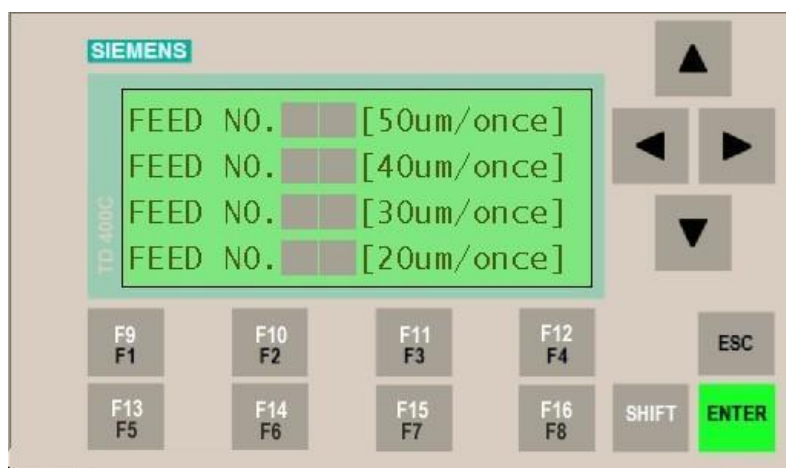 SIEMENS
FEED NO. [50um/once]
FEED NO. [40um/once]
FEED NO. [30um/once]
FEED NO. [20um/once]
TD 400C
F9 F10 F11 F12
F1 F2 F3 F4 ESC
F13 F14 F15 F16
F5 F6 F7 F8 SHIFT ENTER